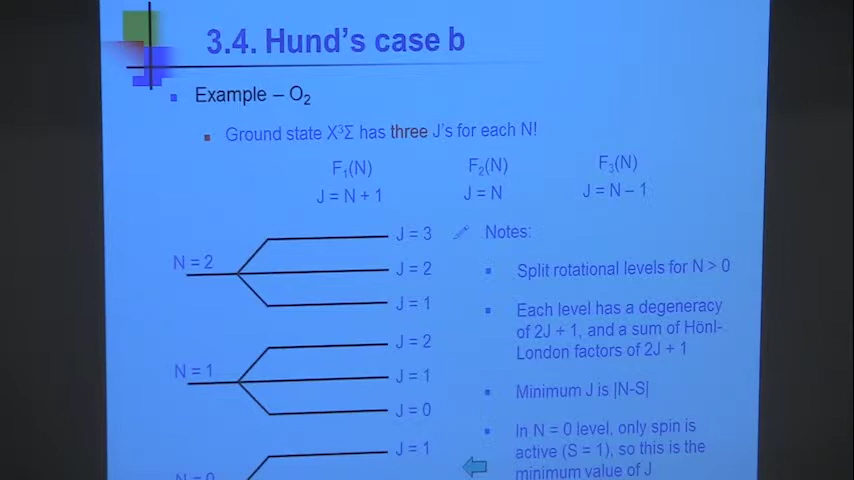 3.4. Hund's case b
Example – O₂
Ground state X³Σ has three J's for each N!
F₁(N) F₂(N) F₃(N)
J = N + 1 J = N J = N – 1
N = 2
J = 3
J = 2
J = 1
N = 1
J = 2
J = 1
J = 0
N = 0
J = 1
Notes:
Split rotational levels for N > 0
Each level has a degeneracy
of 2J + 1, and a sum of Hönl-
London factors of 2J + 1
Minimum J is |N-S|
In N = 0 level, only spin is
active (S = 1), so this is the
minimum value of J